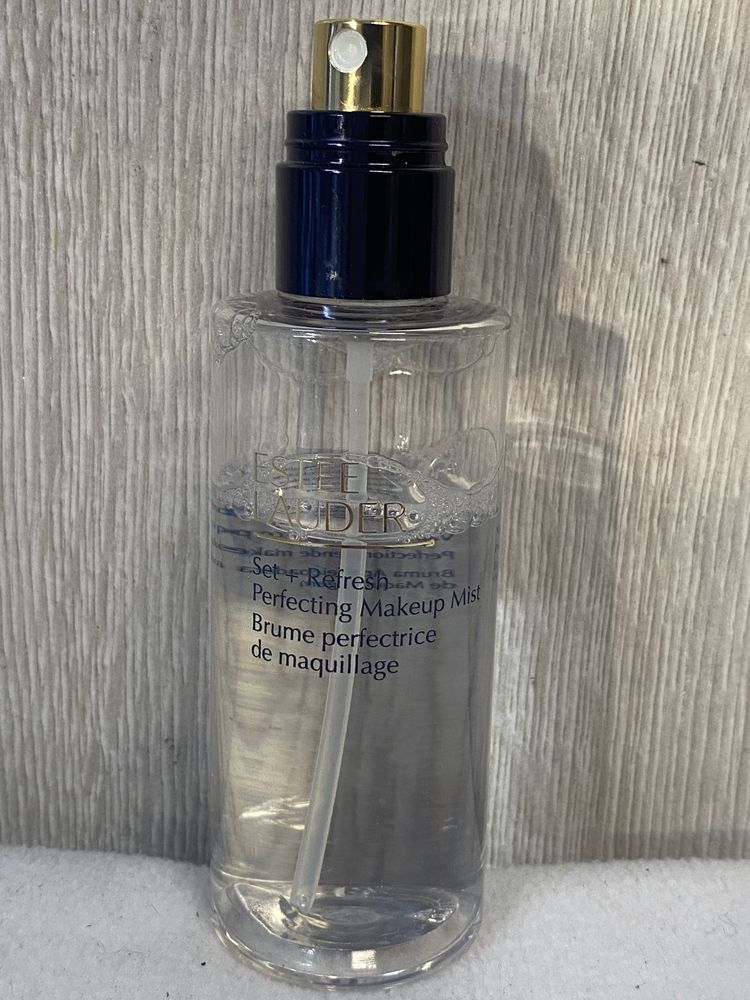 ESTEE
LAUDER
Set + Refresh
Perfecting Makeup Mist
Brume perfectrice
de maquillage